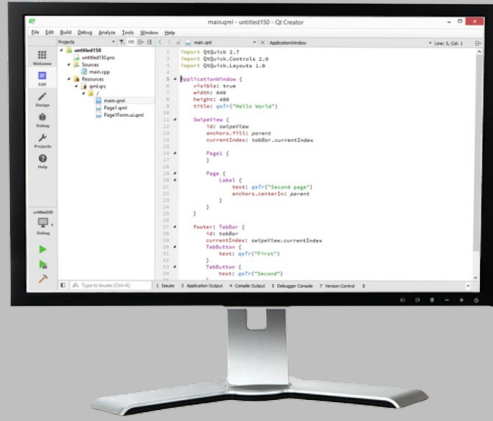 main.qml - untitled150 - Qt Creator
File Edit Build Debug Analyze Tools Window Help
Projects
main.qml
ApplicationWindow
Line: 5, Col: 1
Welcome
Edit
Design
Debug
Projects
Help
untitled150
Debug
untitled150
untitled150.pro
Sources
main.cpp
Resources
qml.qrc
/
main.qml
Page1.qml
Page1Form.ui.qml
import QtQuick 2.7
import QtQuick.Controls 2.0
import QtQuick.Layouts 1.0
ApplicationWindow {
visible: true
width: 640
height: 480
title: qsTr("Hello World")
SwipeView {
id: swipeView
anchors.fill: parent
currentIndex: tabBar.currentIndex
Page1 {
}
Page {
Label {
text: qsTr("Second page")
anchors.centerIn: parent
}
}
}
footer: TabBar {
id: tabBar
currentIndex: swipeView.currentIndex
TabButton {
text: qsTr("First")
}
TabButton {
text: qsTr("Second")
Type to locate (Ctrl+K)
1 Issues 3 Application Output 4 Compile Output 5 Debugger Console 7 Version Control